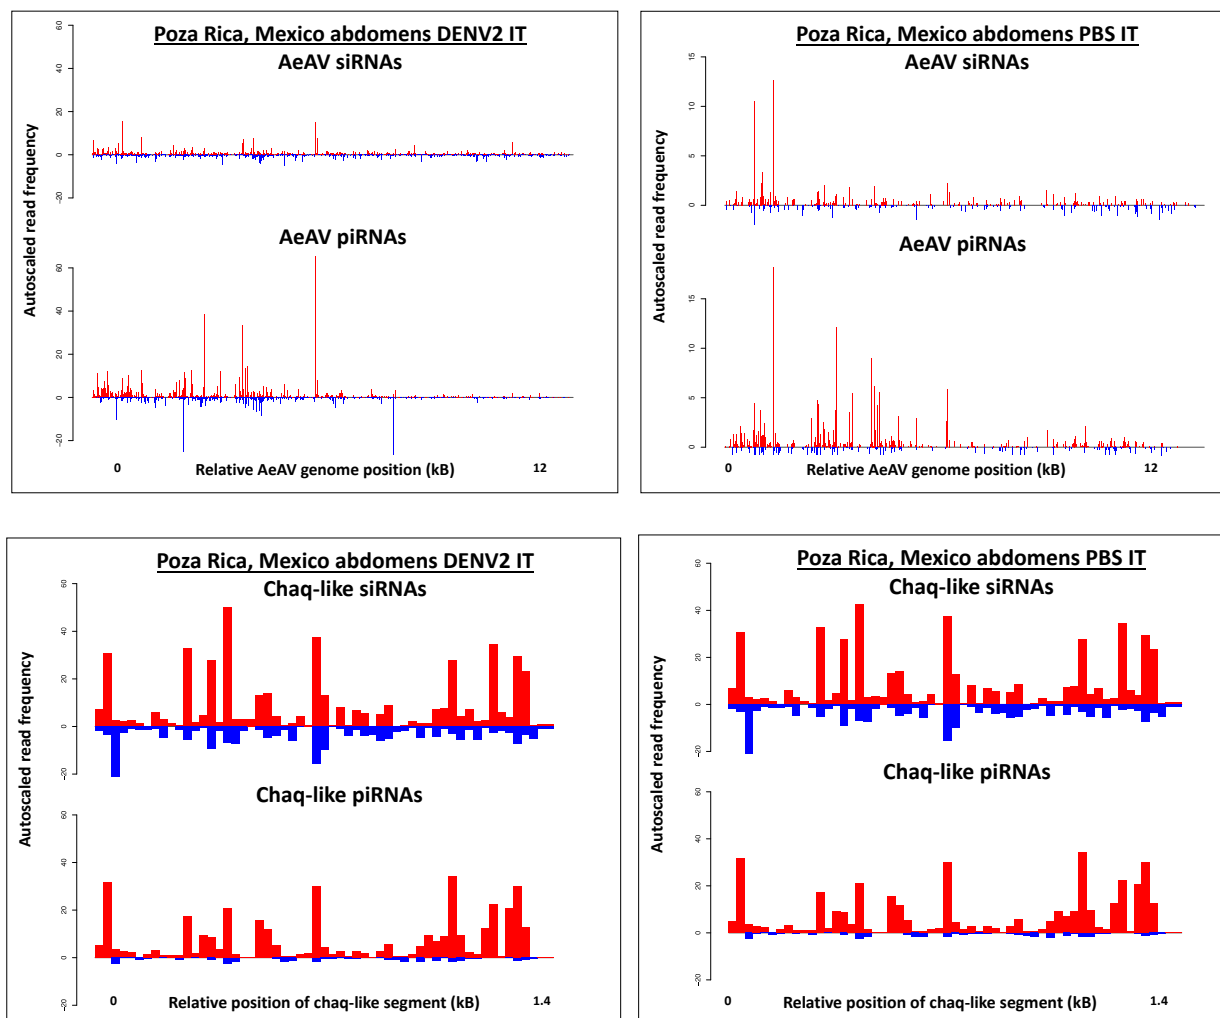 Poza Rica, Mexico abdomens DENV2 IT
AeAV siRNAs
Autoscaled read frequency
60
40
20
0
-20
AeAV piRNAs
60
40
20
0
-20
0 Relative AeAV genome position (kB) 12
Poza Rica, Mexico abdomens PBS IT
AeAV siRNAs
Autoscaled read frequency
15
10
5
0
AeAV piRNAs
15
10
5
0
0 Relative AeAV genome position (kB) 12
Poza Rica, Mexico abdomens DENV2 IT
Chaq-like siRNAs
Autoscaled read frequency
60
40
20
0
-20
Chaq-like piRNAs
60
40
20
0
-20
0 Relative position of chaq-like segment (kB) 1.4
Poza Rica, Mexico abdomens PBS IT
Chaq-like siRNAs
Autoscaled read frequency
60
40
20
0
-20
Chaq-like piRNAs
60
40
20
0
-20
0 Relative position of chaq-like segment (kB) 1.4